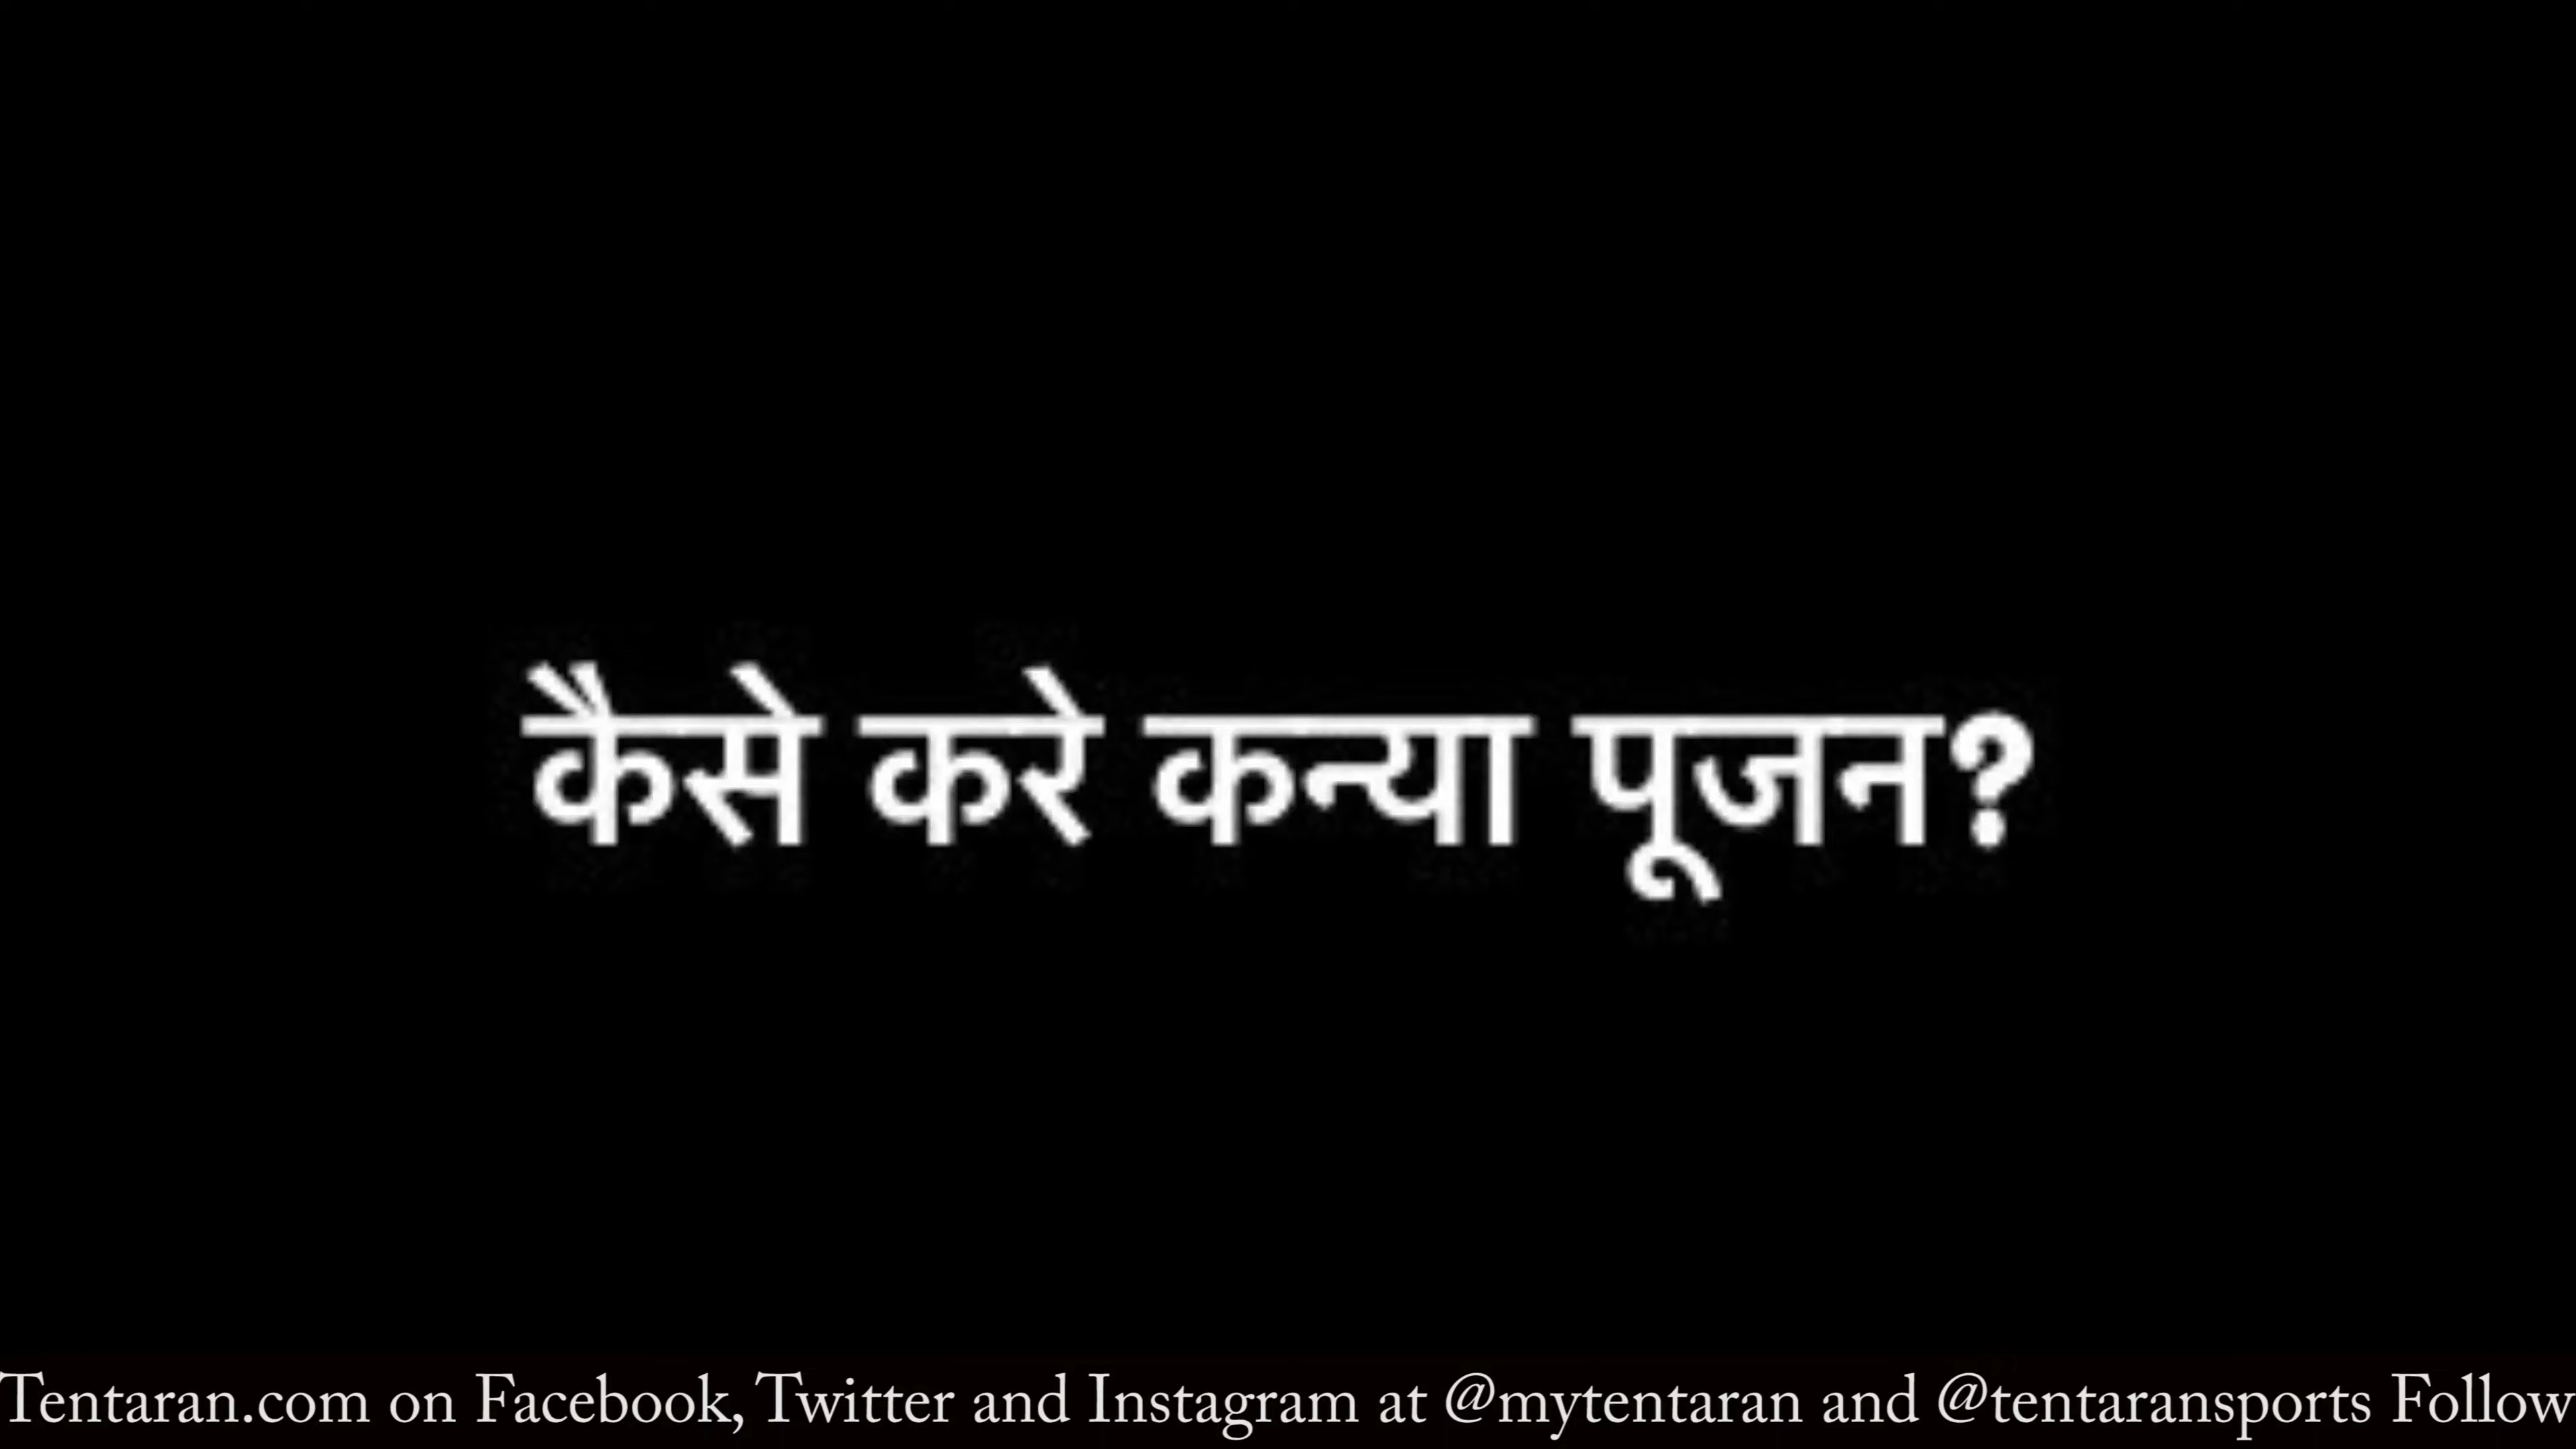 कैसे करे कन्या पूजन?
Tentaran.com on Facebook, Twitter and Instagram at @mytentaran and @tentaransports Follow